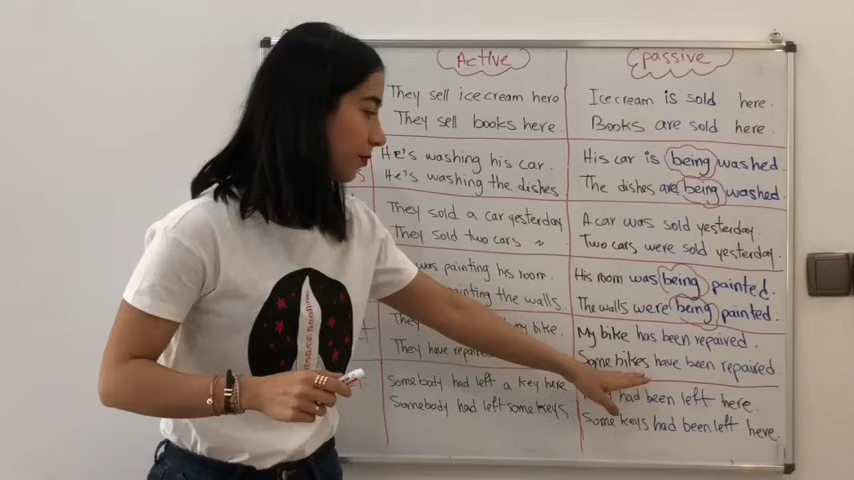 Active
They sell icecream here
They sell books here.
He's washing his car.
He's washing the dishes.
They sold a car yesterday
They sold two cars ~
was painting his room.
painting the walls.
They my bike.
They have repaired
Somebody had left a key here
Somebody had left some keys
passive
Icecream is sold here.
Books are sold here.
His car is being washed.
The dishes are being washed
A car was sold yesterday.
Two cars were sold yesterday.
His room was being painted.
The walls were being painted.
My bike has been repaired.
Some bikes have been repaired
had been left here.
Some keys had been left here